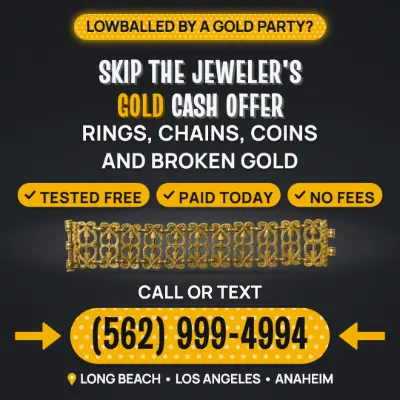 LOWBALLED BY A GOLD PARTY?
SKIP THE JEWELER'S
GOLD CASH OFFER
RINGS, CHAINS, COINS
AND BROKEN GOLD
✓ TESTED FREE ✓ PAID TODAY ✓ NO FEES
CALL OR TEXT
(562) 999-4994
LONG BEACH • LOS ANGELES • ANAHEIM